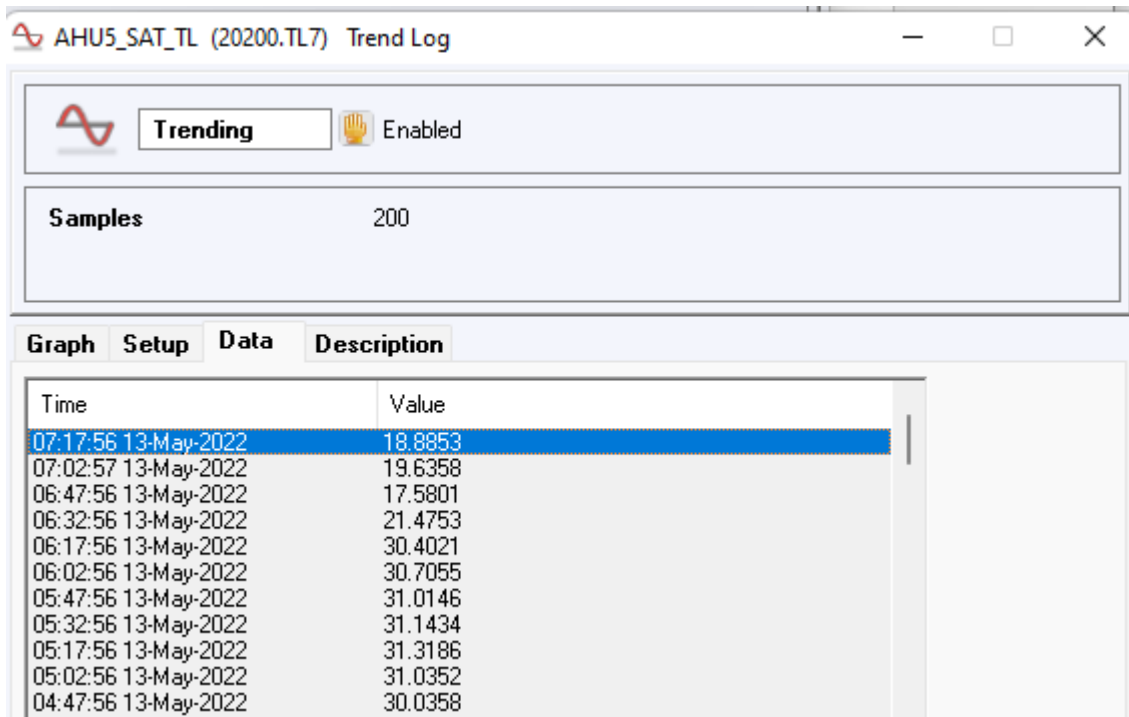 AHU5_SAT_TL (20200.TL7) Trend Log
Trending Enabled
Samples 200
Graph Setup Data Description
Time Value
07:17:56 13-May-2022 18.8853
07:02:57 13-May-2022 19.6358
06:47:56 13-May-2022 17.5801
06:32:56 13-May-2022 21.4753
06:17:56 13-May-2022 30.4021
06:02:56 13-May-2022 30.7055
05:47:56 13-May-2022 31.0146
05:32:56 13-May-2022 31.1434
05:17:56 13-May-2022 31.3186
05:02:56 13-May-2022 31.0352
04:47:56 13-May-2022 30.0358